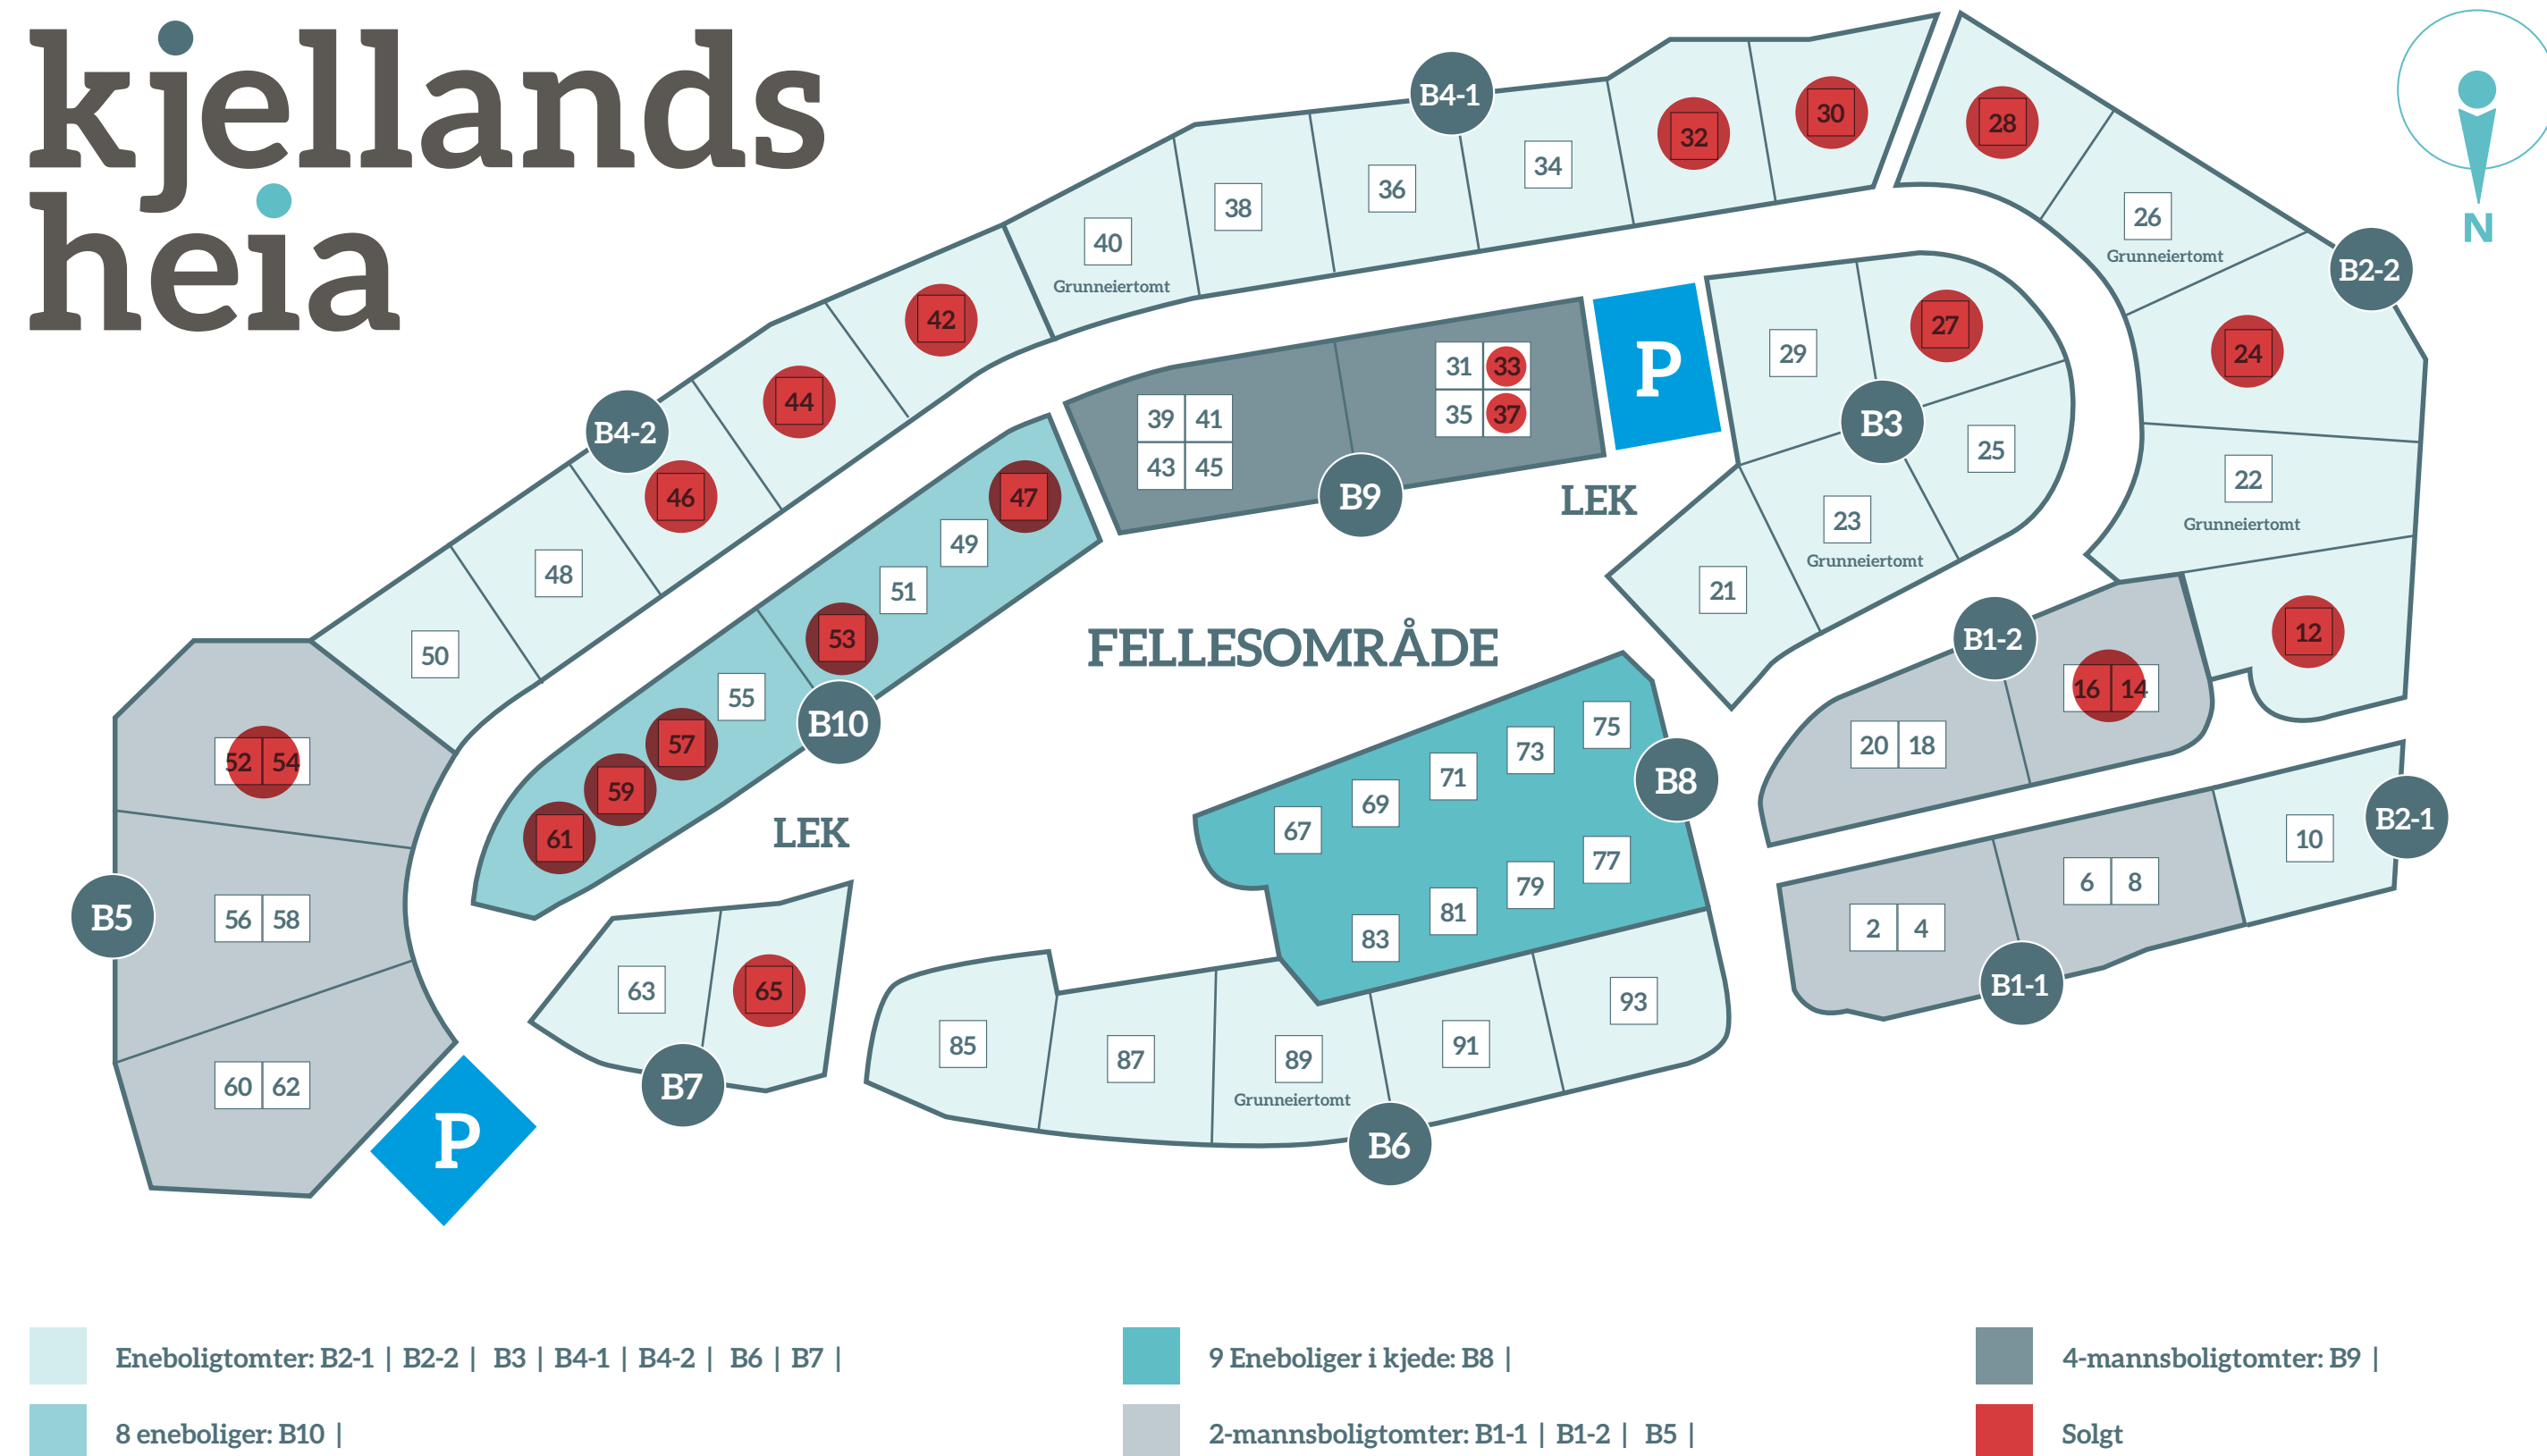 kjellands
heia
N
B4-1
30
28
32
34
36
38
40
Grunneiertomt
26
Grunneiertomt
B2-2
42
44
B4-2
46
48
50
24
22
Grunneiertomt
12
29
27
B3
25
23
Grunneiertomt
21
P
31 33
35 37
39 41
43 45
B9
LEK
47
49
51
53
55
57
59
61
B10
FELLESOMRÅDE
LEK
B1-2
16 14
20 18
B2-1
10
6 8
2 4
B1-1
75
73
71
69
67
B8
77
79
81
83
52 54
B5
56 58
60 62
P
63
65
B7
85
87
89
Grunneiertomt
91
93
B6
Eneboligtomter: B2-1 | B2-2 | B3 | B4-1 | B4-2 | B6 | B7 |
8 eneboliger: B10 |
9 Eneboliger i kjede: B8 |
2-mannsboligtomter: B1-1 | B1-2 | B5 |
4-mannsboligtomter: B9 |
Solgt